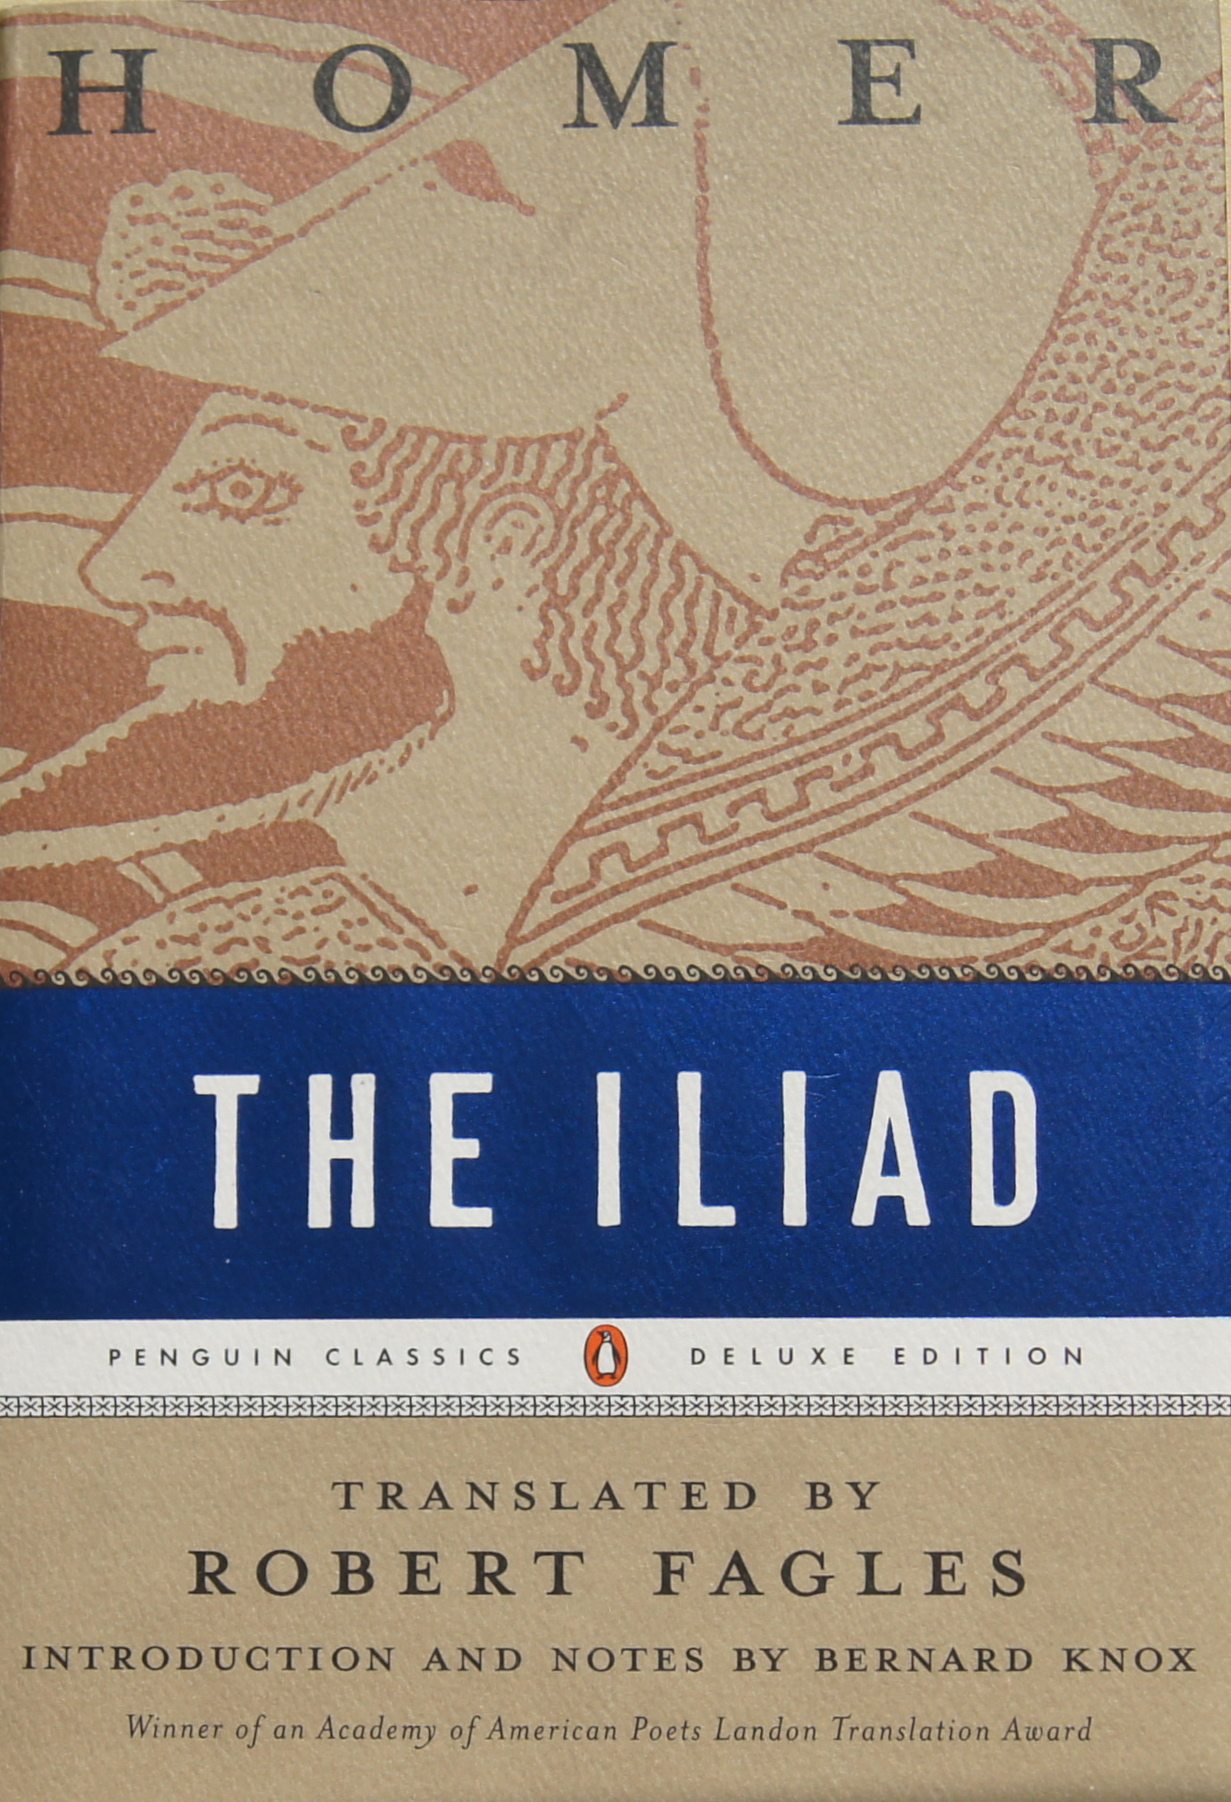 HOMER
THE ILIAD
PENGUIN CLASSICS DELUXE EDITION
TRANSLATED BY
ROBERT FAGLES
INTRODUCTION AND NOTES BY BERNARD KNOX
Winner of an Academy of American Poets Landon Translation Award